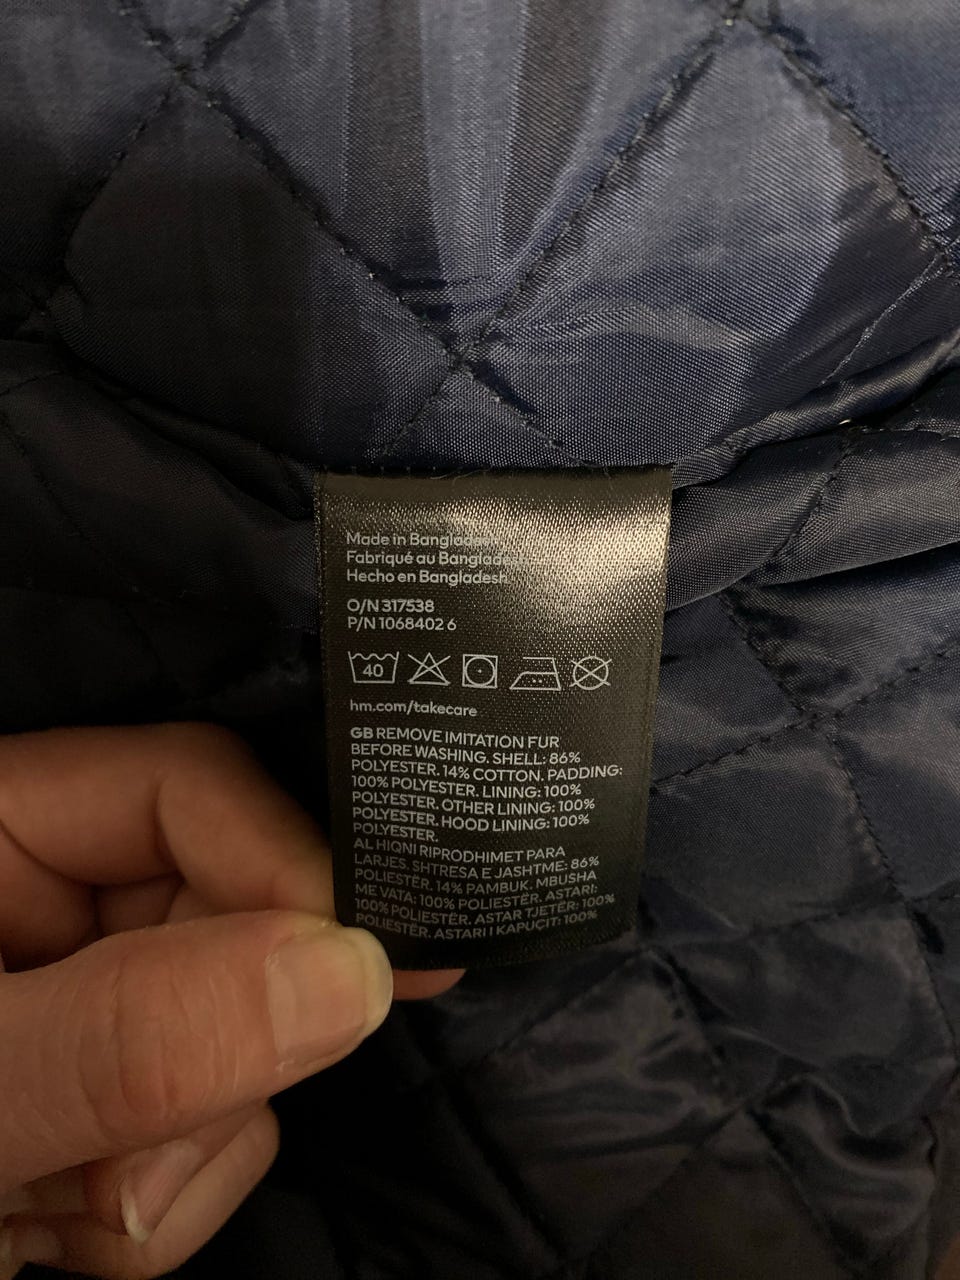 Made in Bangladesh
Fabriqué au Bangladesh
Hecho en Bangladesh
O/N 317538
P/N 1068402 6
40
hm.com/takecare
GB REMOVE IMITATION FUR
BEFORE WASHING. SHELL: 86%
POLYESTER. 14% COTTON. PADDING:
100% POLYESTER. LINING: 100%
POLYESTER. OTHER LINING: 100%
POLYESTER. HOOD LINING: 100%
POLYESTER.
AL HIQNI RIPRODHIMET PARA
LARJES. SHTRESA E JASHTME: 86%
POLIESTËR. 14% PAMBUK. MBUSHA
ME VATA: 100% POLIESTËR. ASTARI:
100% POLIESTËR. ASTAR TJETËR: 100%
POLIESTËR. ASTARI I KAPUÇIT: 100%